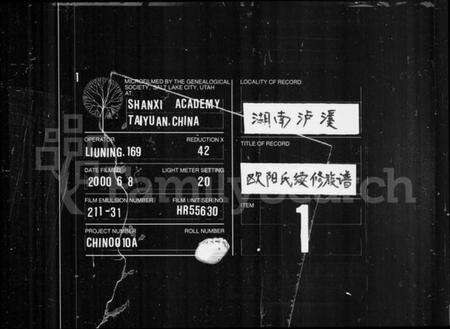 1
MICROFILMED BY THE GENEALOGICAL
SOCIETY, SALT LAKE CITY, UTAH
AT:
SHANXI ACADEMY
TAIYUAN.CHINA
OPERATOR
REDUCTION X
LIUNING.169
42
DATE FILMED
LIGHT METER SETTING
2000 6 8
20
FILM EMULSION NUMBER
FILM UNIT SER. NO.
211-31
HR55630
PROJECT NUMBER
ROLL NUMBER
CHINO010A
LOCALITY OF RECORD
湖南泸溪
TITLE OF RECORD
欧阳氏续修族谱
ITEM
1
FamilySearch